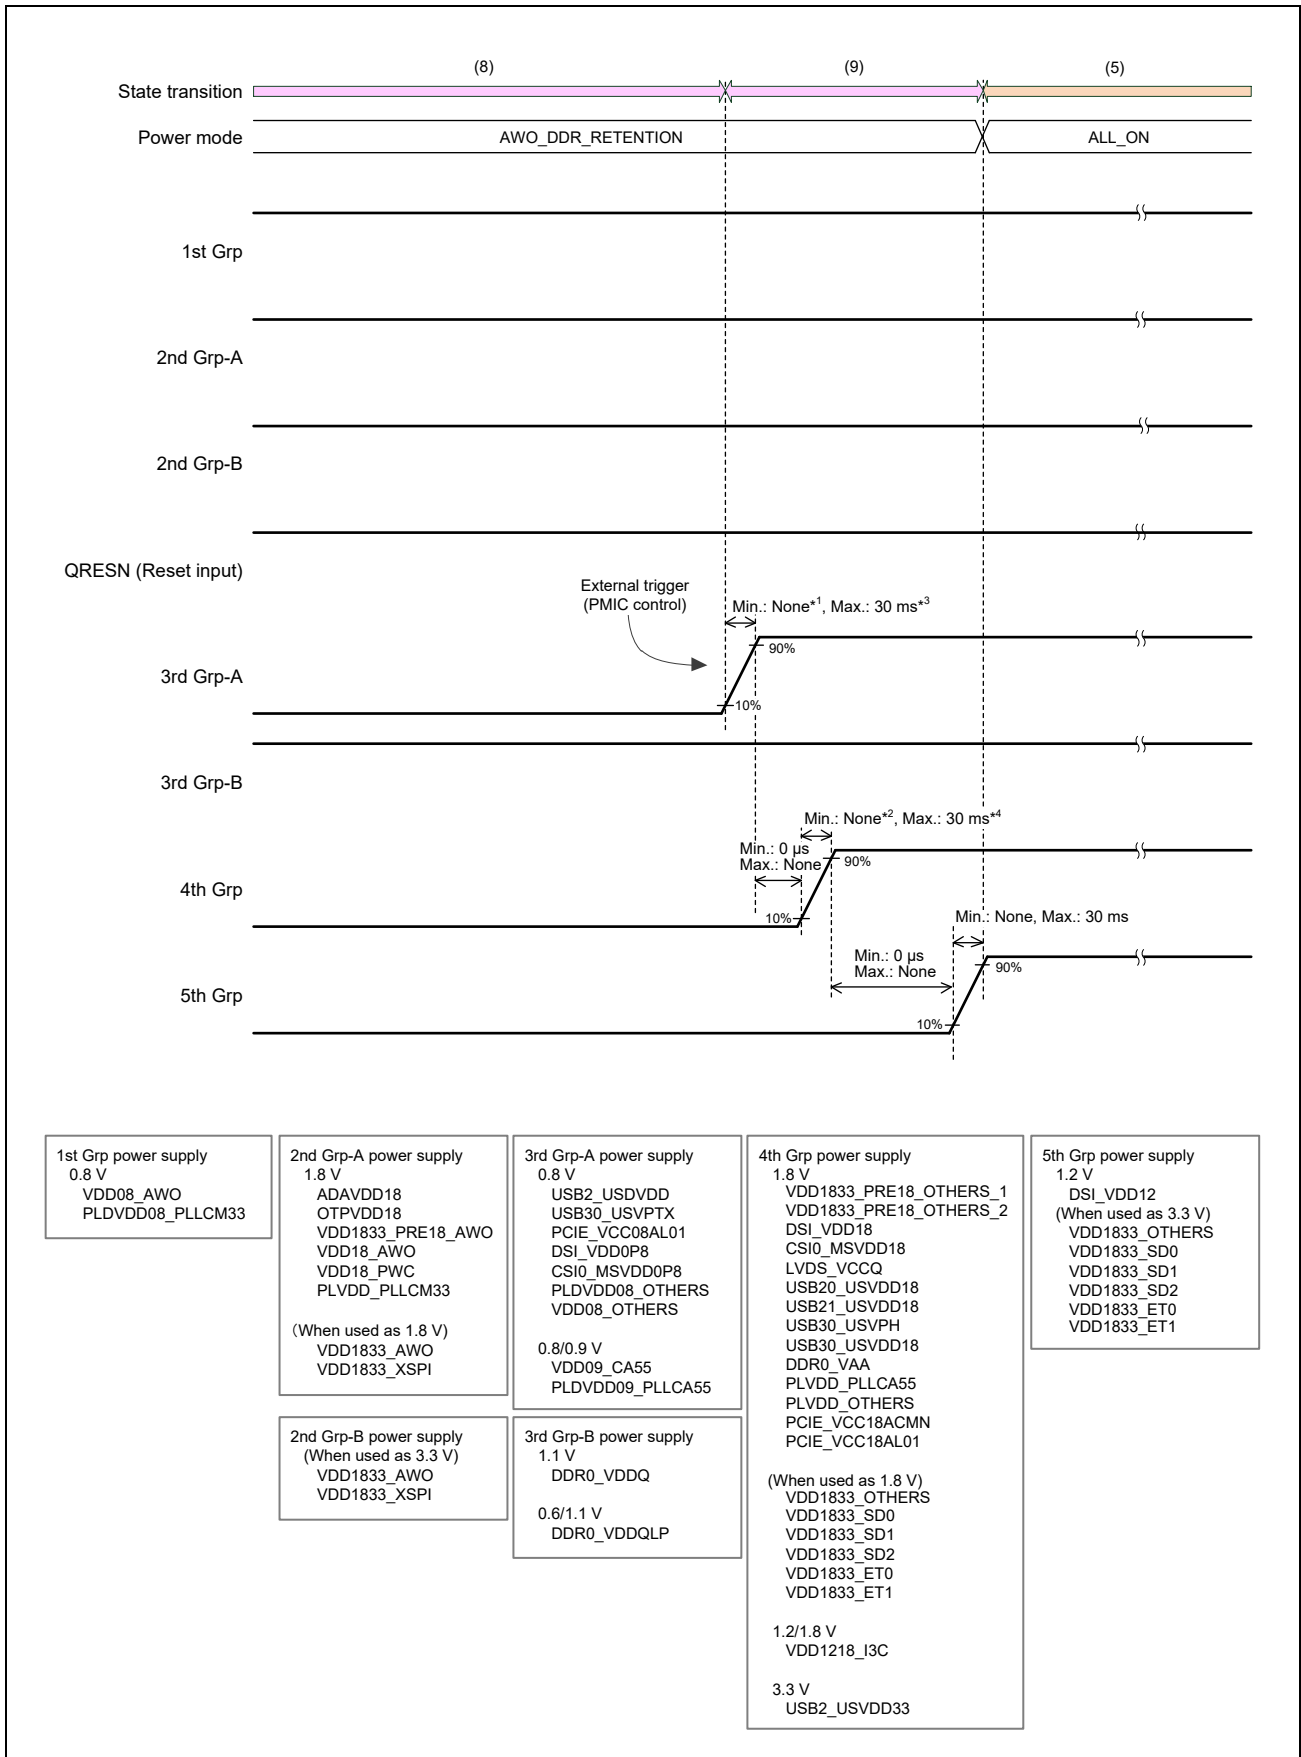 (8)
(9)
(5)
State transition
Power mode
AWO_DDR_RETENTION
ALL_ON
1st Grp
2nd Grp-A
2nd Grp-B
QRESN (Reset input)
External trigger
(PMIC control)
Min.: None*1, Max.: 30 ms*3
90%
3rd Grp-A
10%
3rd Grp-B
Min.: None*2, Max.: 30 ms*4
Min.: 0 µs
Max.: None
90%
4th Grp
10%
Min.: None, Max.: 30 ms
Min.: 0 µs
Max.: None
90%
5th Grp
10%
1st Grp power supply
0.8 V
VDD08_AWO
PLDVDD08_PLLCM33
2nd Grp-A power supply
1.8 V
ADAVDD18
OTPVDD18
VDD1833_PRE18_AWO
VDD18_AWO
VDD18_PWC
PLVDD_PLLCM33
(When used as 1.8 V)
VDD1833_AWO
VDD1833_XSPI
2nd Grp-B power supply
(When used as 3.3 V)
VDD1833_AWO
VDD1833_XSPI
3rd Grp-A power supply
0.8 V
USB2_USDVDD
USB30_USVPTX
PCIE_VCC08AL01
DSI_VDD0P8
CSI0_MSVDD0P8
PLDVDD08_OTHERS
VDD08_OTHERS
0.8/0.9 V
VDD09_CA55
PLDVDD09_PLLCA55
3rd Grp-B power supply
1.1 V
DDR0_VDDQ
0.6/1.1 V
DDR0_VDDQLP
4th Grp power supply
1.8 V
VDD1833_PRE18_OTHERS_1
VDD1833_PRE18_OTHERS_2
DSI_VDD18
CSI0_MSVDD18
LVDS_VCCQ
USB20_USVDD18
USB21_USVDD18
USB30_USVPH
USB30_USVDD18
DDR0_VAA
PLVDD_PLLCA55
PLVDD_OTHERS
PCIE_VCC18ACMN
PCIE_VCC18AL01
(When used as 1.8 V)
VDD1833_OTHERS
VDD1833_SD0
VDD1833_SD1
VDD1833_SD2
VDD1833_ET0
VDD1833_ET1
1.2/1.8 V
VDD1218_I3C
3.3 V
USB2_USVDD33
5th Grp power supply
1.2 V
DSI_VDD12
(When used as 3.3 V)
VDD1833_OTHERS
VDD1833_SD0
VDD1833_SD1
VDD1833_SD2
VDD1833_ET0
VDD1833_ET1